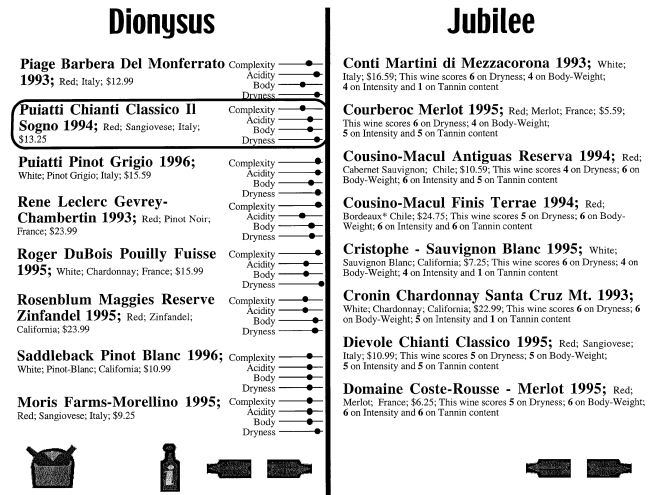 Dionysus
Piage Barbera Del Monferrato
1993; Red; Italy; $12.99
Complexity
Acidity
Body
Dryness
Puiatti Chianti Classico Il
Sogno 1994; Red; Sangiovese; Italy;
$13.25
Complexity
Acidity
Body
Dryness
Puiatti Pinot Grigio 1996;
White; Pinot Grigio; Italy; $15.59
Complexity
Acidity
Body
Dryness
Rene Leclerc Gevrey-
Chambertin 1993; Red; Pinot Noir;
France; $23.99
Complexity
Acidity
Body
Dryness
Roger DuBois Pouilly Fuisse
1995; White; Chardonnay; France; $15.99
Complexity
Acidity
Body
Dryness
Rosenblum Maggies Reserve
Zinfandel 1995; Red; Zinfandel;
California; $23.99
Complexity
Acidity
Body
Dryness
Saddleback Pinot Blanc 1996;
White; Pinot-Blanc; California; $10.99
Complexity
Acidity
Body
Dryness
Moris Farms-Morellino 1995;
Red; Sangiovese; Italy; $9.25
Complexity
Acidity
Body
Dryness
Jubilee
Conti Martini di Mezzacorona 1993; White;
Italy; $16.59; This wine scores 6 on Dryness; 4 on Body-Weight;
4 on Intensity and 1 on Tannin content
Courberoc Merlot 1995; Red; Merlot; France; $5.59;
This wine scores 6 on Dryness; 4 on Body-Weight;
5 on Intensity and 5 on Tannin content
Cousino-Macul Antiguas Reserva 1994; Red;
Cabernet Sauvignon; Chile; $10.59; This wine scores 4 on Dryness; 6 on
Body-Weight; 6 on Intensity and 5 on Tannin content
Cousino-Macul Finis Terrae 1994; Red;
Bordeaux* Chile; $24.75; This wine scores 5 on Dryness; 6 on Body-
Weight; 6 on Intensity and 6 on Tannin content
Cristophe - Sauvignon Blanc 1995; White;
Sauvignon Blanc; California; $7.25; This wine scores 6 on Dryness; 4 on
Body-Weight; 4 on Intensity and 1 on Tannin content
Cronin Chardonnay Santa Cruz Mt. 1993;
White; Chardonnay; California; $22.99; This wine scores 6 on Dryness; 6
on Body-Weight; 5 on Intensity and 1 on Tannin content
Dievole Chianti Classico 1995; Red; Sangiovese;
Italy; $10.99; This wine scores 5 on Dryness; 5 on Body-Weight;
5 on Intensity and 5 on Tannin content
Domaine Coste-Rousse - Merlot 1995; Red;
Merlot; France; $6.25; This wine scores 5 on Dryness; 6 on Body-Weight;
6 on Intensity and 6 on Tannin content